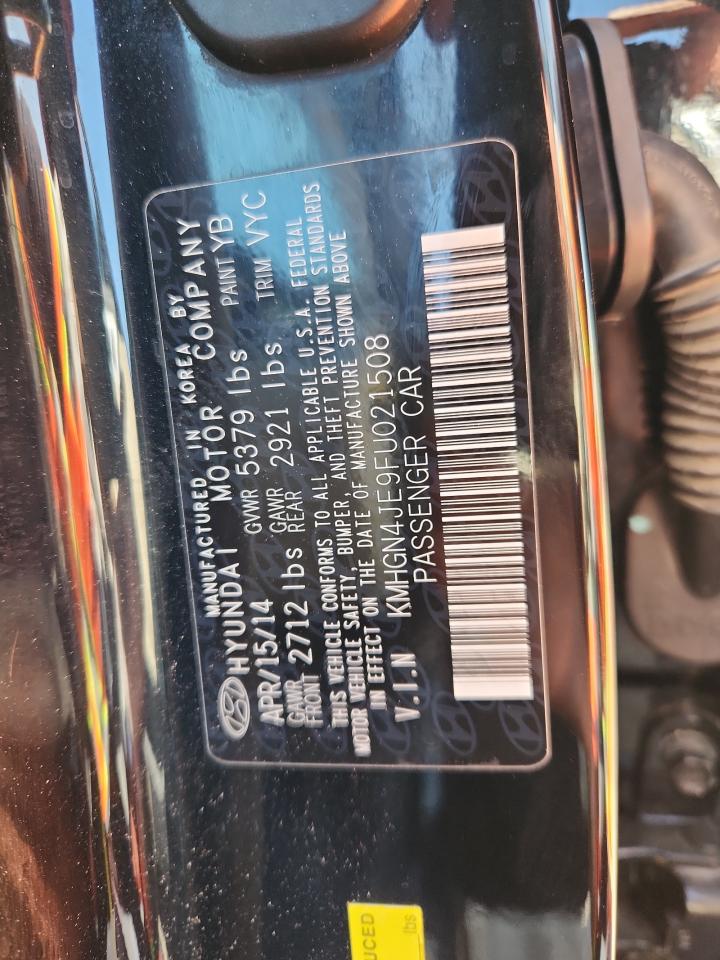 MANUFACTURED IN KOREA BY
HYUNDAI MOTOR COMPANY
APR/15/14 GVWR 5379 lbs PAINT YB
GAWR FRONT 2712 lbs GAWR REAR 2921 lbs TRIM VYC
THIS VEHICLE CONFORMS TO ALL APPLICABLE U.S.A. FEDERAL
MOTOR VEHICLE SAFETY, BUMPER, AND THEFT PREVENTION STANDARDS
IN EFFECT ON THE DATE OF MANUFACTURE SHOWN ABOVE
V.I.N KMHGN4JE9FU021508
PASSENGER CAR
UCED
lbs